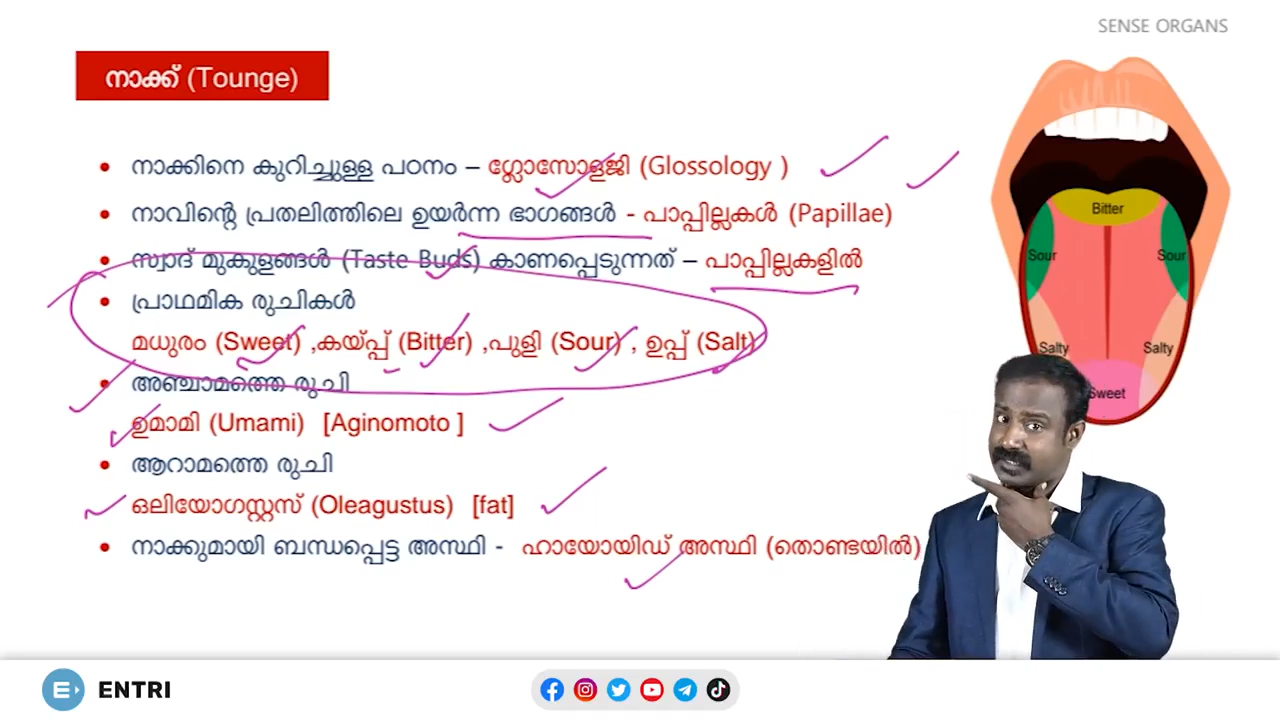 SENSE ORGANS
നാക്ക് (Tounge)
നാക്കിനെ കുറിച്ചുള്ള പഠനം – ഗ്ലോസോളജി (Glossology )
നാവിന്റെ പ്രതലിത്തിലെ ഉയർന്ന ഭാഗങ്ങൾ - പാപ്പില്ലകൾ (Papillae)
സ്വാദ് മുകുളങ്ങൾ (Taste Buds) കാണപ്പെടുന്നത് – പാപ്പില്ലകളിൽ
പ്രാഥമിക രുചികൾ
മധുരം (Sweet) ,കയ്പ്പ് (Bitter) ,പുളി (Sour) , ഉപ്പ് (Salt)
അഞ്ചാമത്തെ രുചി
ഉമാമി (Umami) [Aginomoto ]
ആറാമത്തെ രുചി
ഒലിയോഗസ്റ്റസ് (Oleagustus) [fat]
നാക്കുമായി ബന്ധപ്പെട്ട അസ്ഥി - ഹായോയിഡ് അസ്ഥി (തൊണ്ടയിൽ)
Bitter
Sour Sour
Salty Salty
Sweet
ENTRI